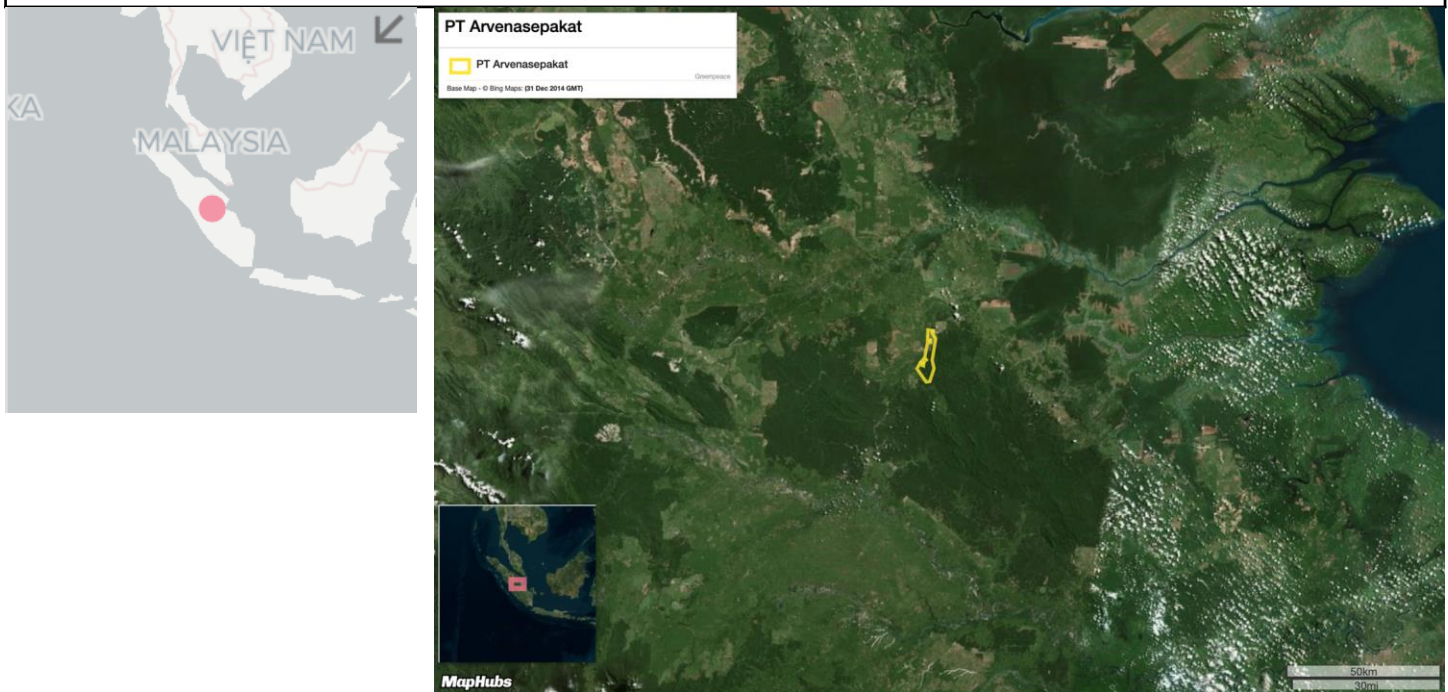 VIỆT NAM
KA
MALAYSIA
PT Arvenasepakat
PT Arvenasepakat
Greenpeace
Base Map - © Bing Maps: (31 Dec 2014 GMT)
MapHubs
50km
30mi